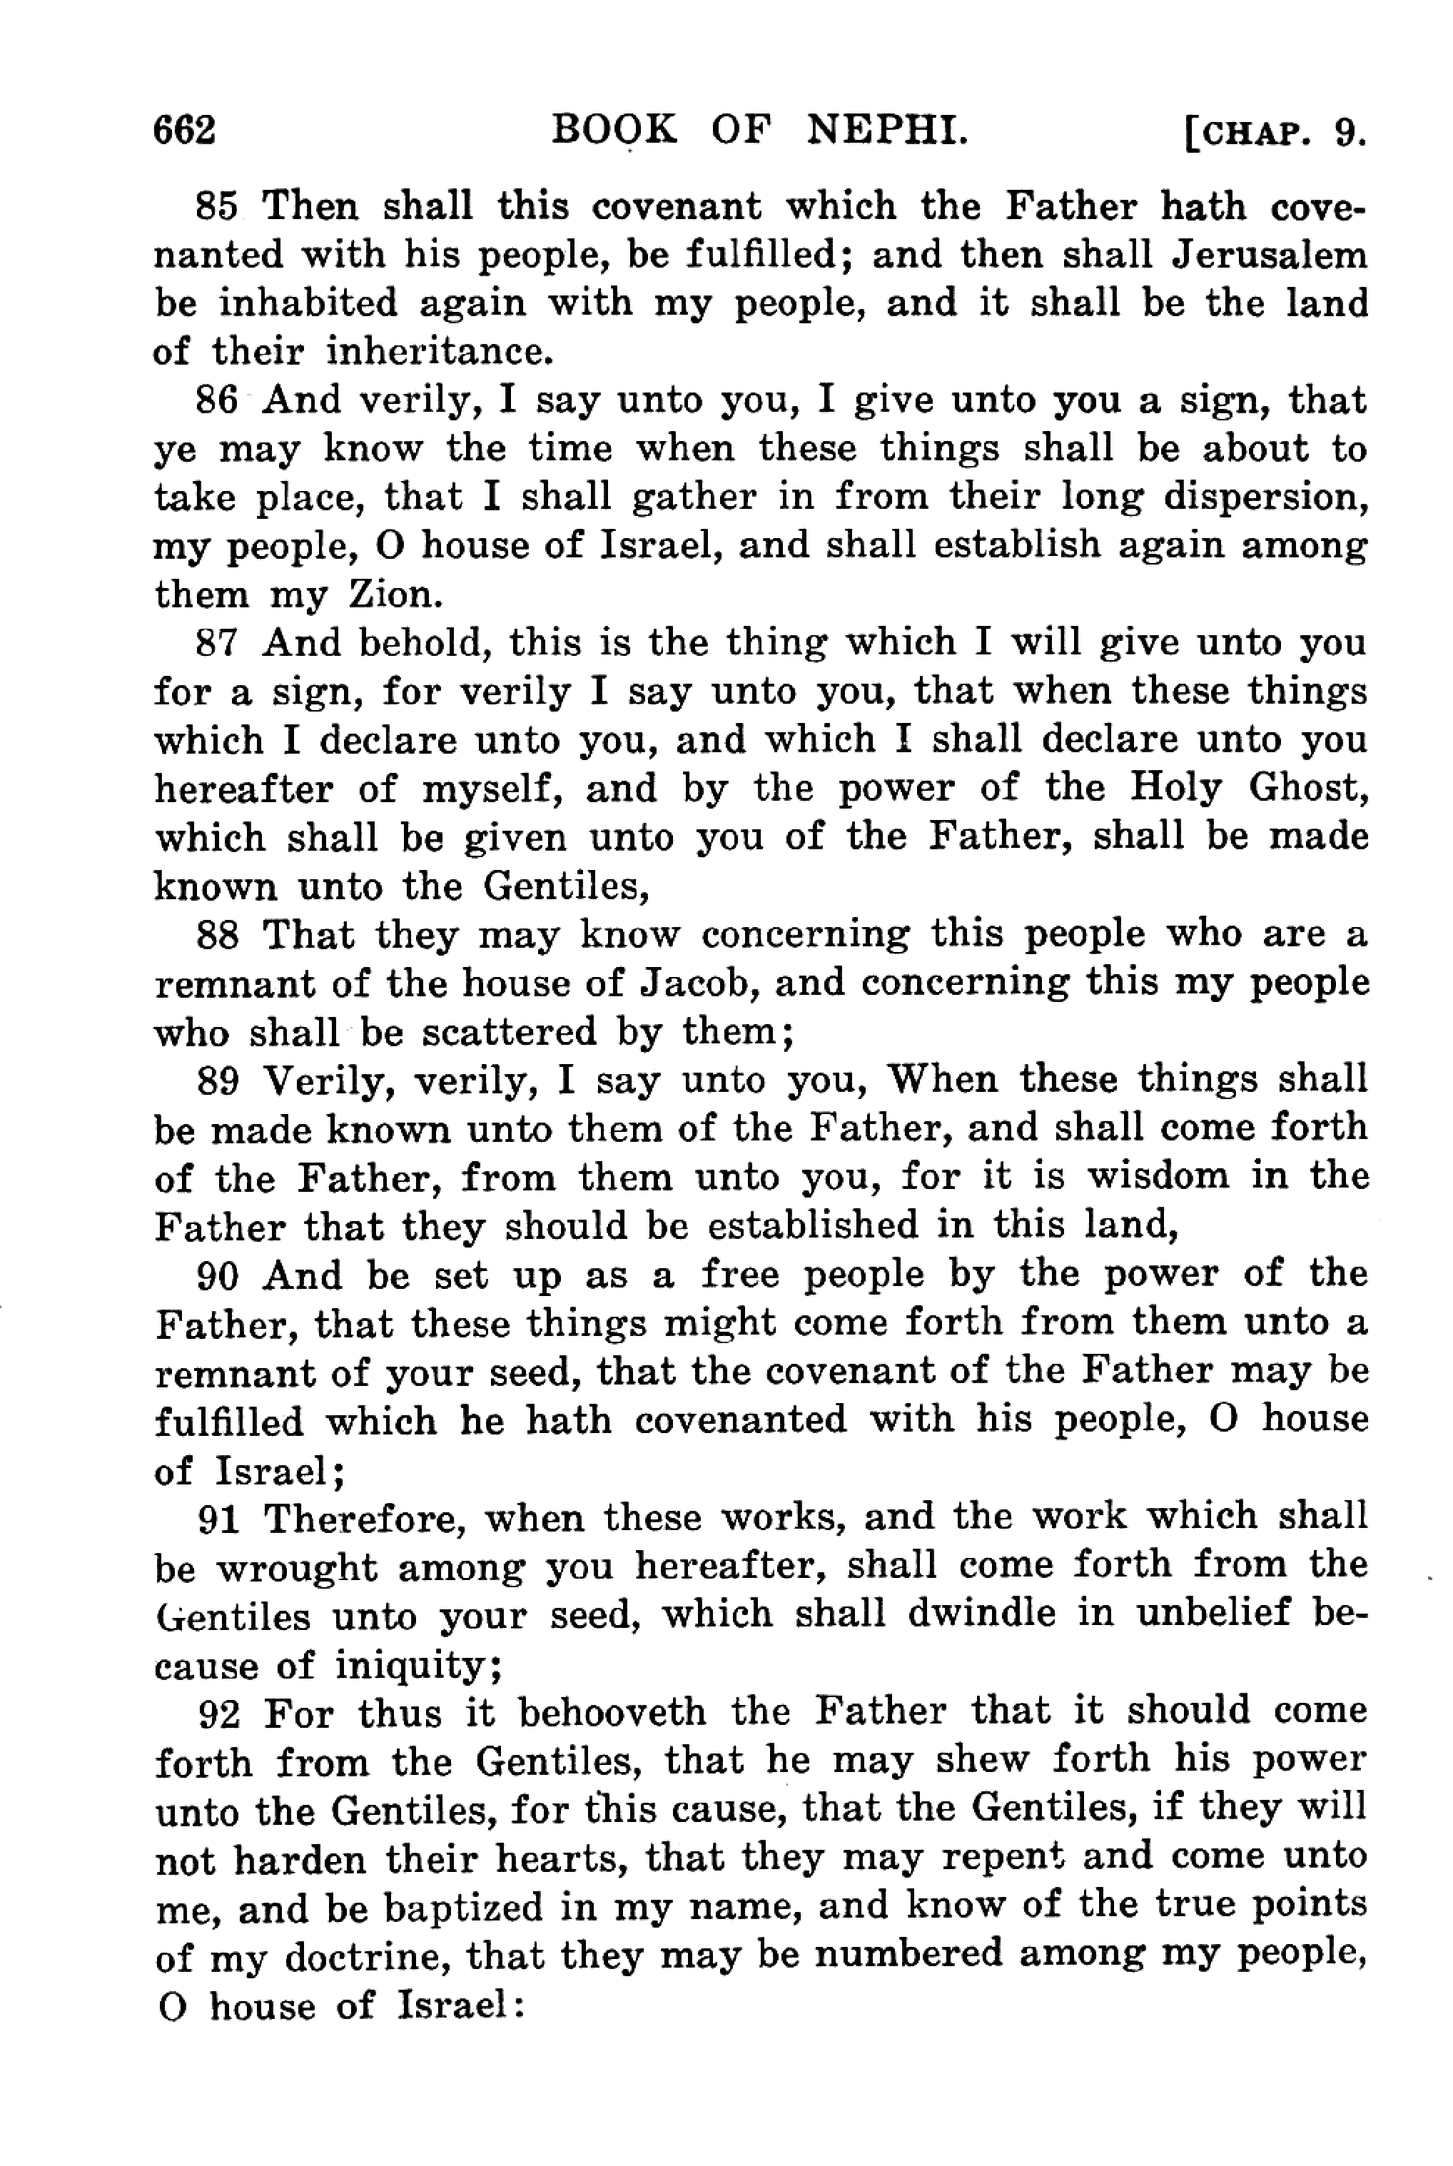 662 BOOK OF NEPHI. [CHAP. 9.
85 Then shall this covenant which the Father hath cove-
nanted with his people, be fulfilled; and then shall Jerusalem
be inhabited again with my people, and it shall be the land
of their inheritance.
86 And verily, I say unto you, I give unto you a sign, that
ye may know the time when these things shall be about to
take place, that I shall gather in from their long dispersion,
my people, O house of Israel, and shall establish again among
them my Zion.
87 And behold, this is the thing which I will give unto you
for a sign, for verily I say unto you, that when these things
which I declare unto you, and which I shall declare unto you
hereafter of myself, and by the power of the Holy Ghost,
which shall be given unto you of the Father, shall be made
known unto the Gentiles,
88 That they may know concerning this people who are a
remnant of the house of Jacob, and concerning this my people
who shall be scattered by them;
89 Verily, verily, I say unto you, When these things shall
be made known unto them of the Father, and shall come forth
of the Father, from them unto you, for it is wisdom in the
Father that they should be established in this land,
90 And be set up as a free people by the power of the
Father, that these things might come forth from them unto a
remnant of your seed, that the covenant of the Father may be
fulfilled which he hath covenanted with his people, O house
of Israel;
91 Therefore, when these works, and the work which shall
be wrought among you hereafter, shall come forth from the
Gentiles unto your seed, which shall dwindle in unbelief be-
cause of iniquity;
92 For thus it behooveth the Father that it should come
forth from the Gentiles, that he may shew forth his power
unto the Gentiles, for this cause, that the Gentiles, if they will
not harden their hearts, that they may repent and come unto
me, and be baptized in my name, and know of the true points
of my doctrine, that they may be numbered among my people,
O house of Israel: